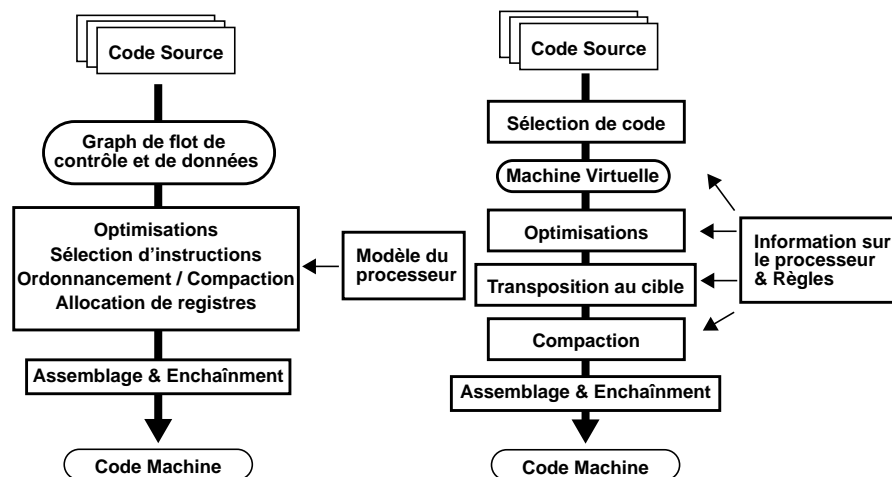 Code Source
Graph de flot de
contrôle et de données
Optimisations
Sélection d'instructions
Ordonnancement / Compaction
Allocation de registres
Modèle du
processeur
Assemblage & Enchaînment
Code Machine
Code Source
Sélection de code
Machine Virtuelle
Optimisations
Transposition au cible
Compaction
Information sur
le processeur
& Règles
Assemblage & Enchaînment
Code Machine